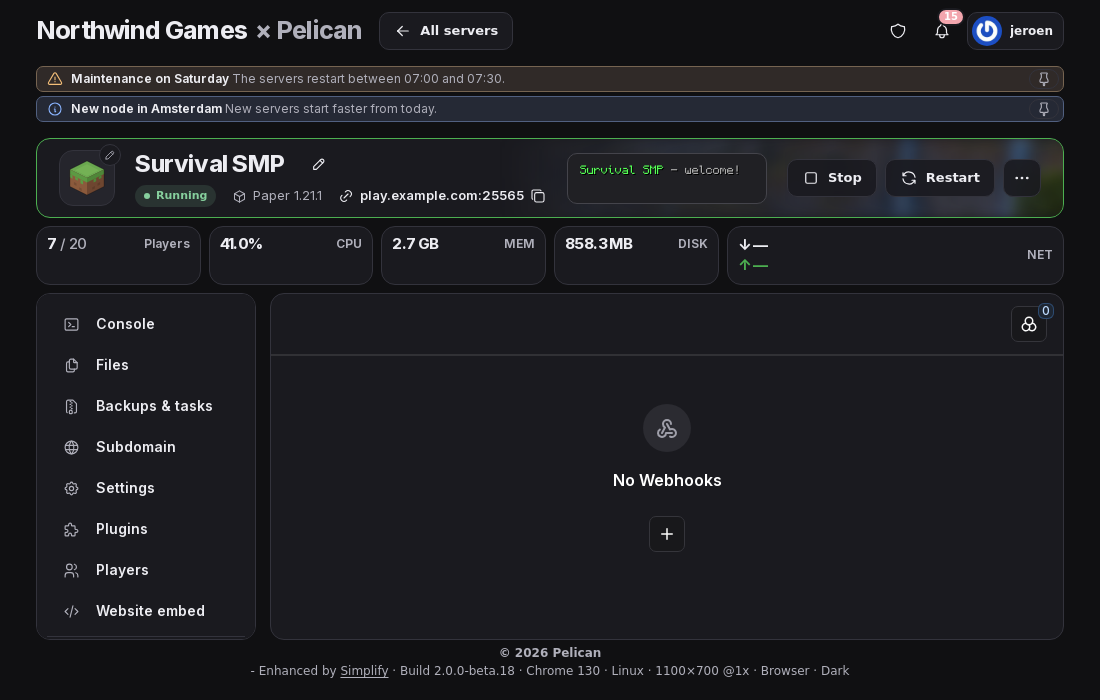 Northwind Games × Pelican
All servers
15
jeroen
Maintenance on Saturday The servers restart between 07:00 and 07:30.
New node in Amsterdam New servers start faster from today.
Survival SMP
Running
Paper 1.21.1
play.example.com:25565
Survival SMP - welcome!
Stop
Restart
7 / 20 Players
41.0% CPU
2.7 GB MEM
858.3 MB DISK
↓—
↑—
NET
Console
Files
Backups & tasks
Subdomain
Settings
Plugins
Players
Website embed
0
No Webhooks
© 2026 Pelican
- Enhanced by Simplify · Build 2.0.0-beta.18 · Chrome 130 · Linux · 1100×700 @1x · Browser · Dark